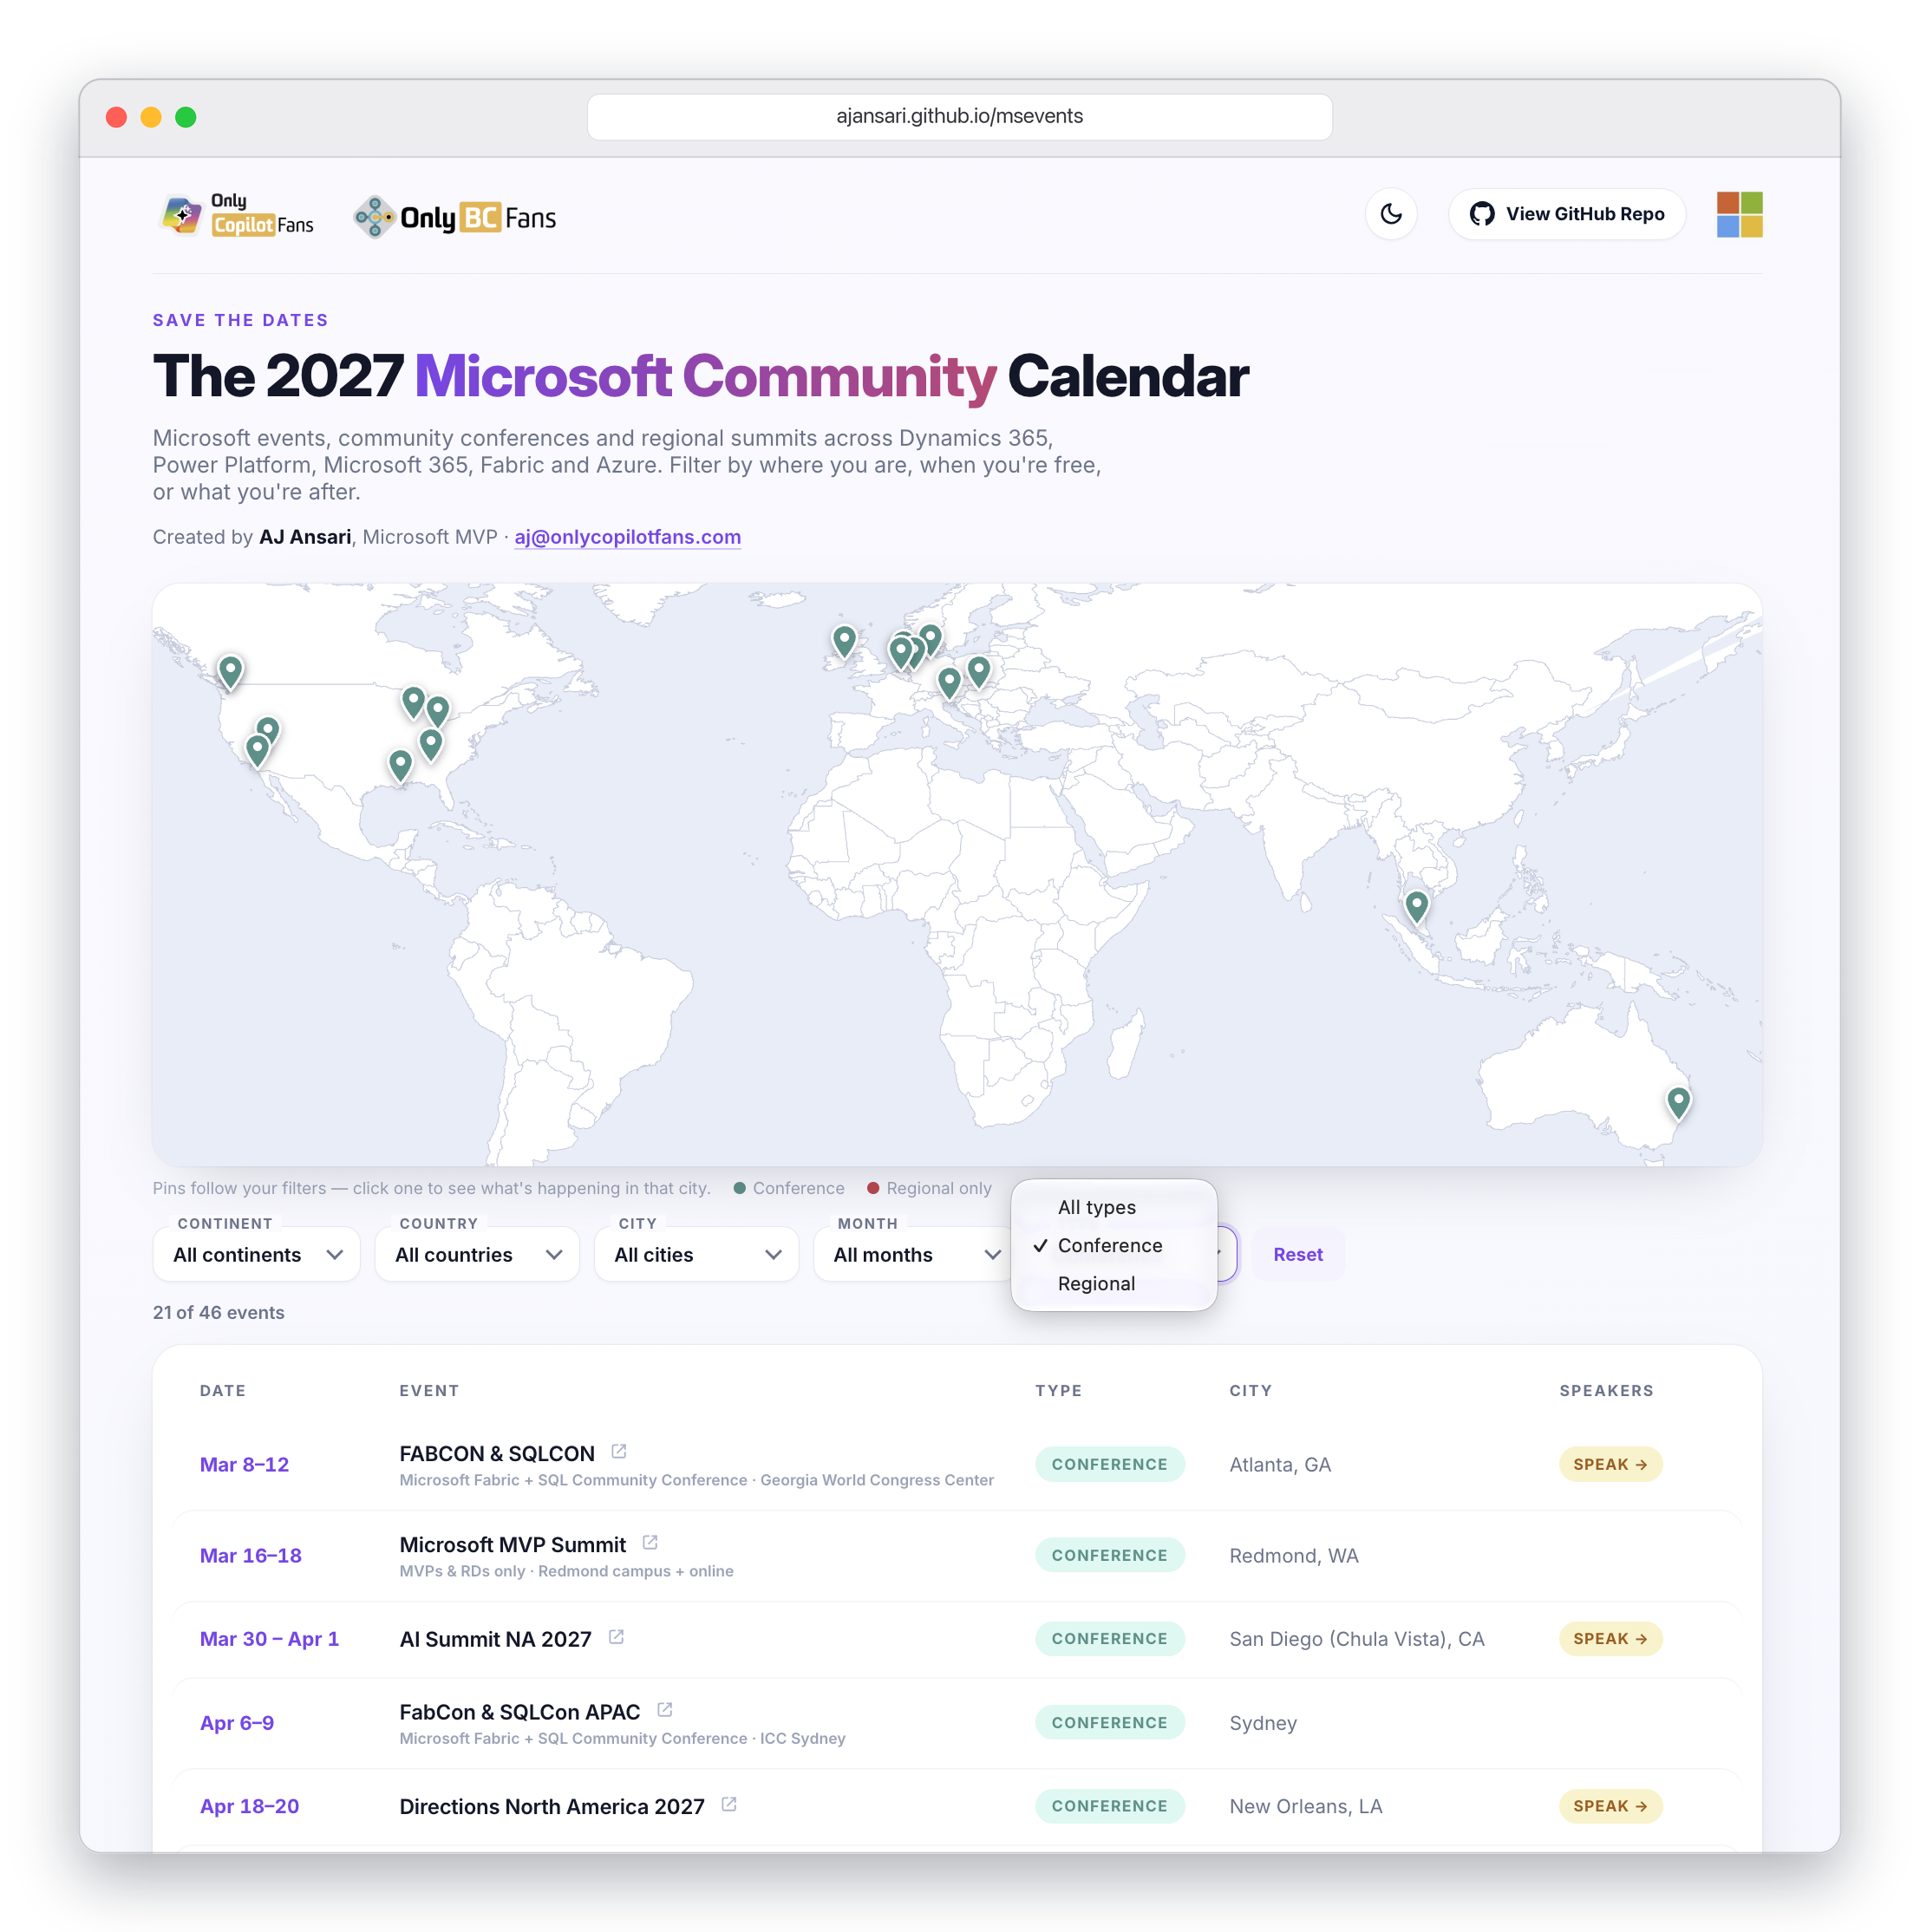 ajansari.github.io/msevents
Only
Copilot Fans
Only BC Fans
View GitHub Repo
SAVE THE DATES
The 2027 Microsoft Community Calendar
Microsoft events, community conferences and regional summits across Dynamics 365,
Power Platform, Microsoft 365, Fabric and Azure. Filter by where you are, when you're free,
or what you're after.
Created by AJ Ansari, Microsoft MVP · aj@onlycopilotfans.com
Pins follow your filters — click one to see what's happening in that city. Conference Regional only
CONTINENT COUNTRY CITY MONTH
All continents All countries All cities All months
All types
✓ Conference
Regional
Reset
21 of 46 events
DATE EVENT TYPE CITY SPEAKERS
Mar 8–12 FABCON & SQLCON CONFERENCE Atlanta, GA SPEAK →
Microsoft Fabric + SQL Community Conference · Georgia World Congress Center
Mar 16–18 Microsoft MVP Summit CONFERENCE Redmond, WA
MVPs & RDs only · Redmond campus + online
Mar 30 – Apr 1 AI Summit NA 2027 CONFERENCE San Diego (Chula Vista), CA SPEAK →
Apr 6–9 FabCon & SQLCon APAC CONFERENCE Sydney
Microsoft Fabric + SQL Community Conference · ICC Sydney
Apr 18–20 Directions North America 2027 CONFERENCE New Orleans, LA SPEAK →